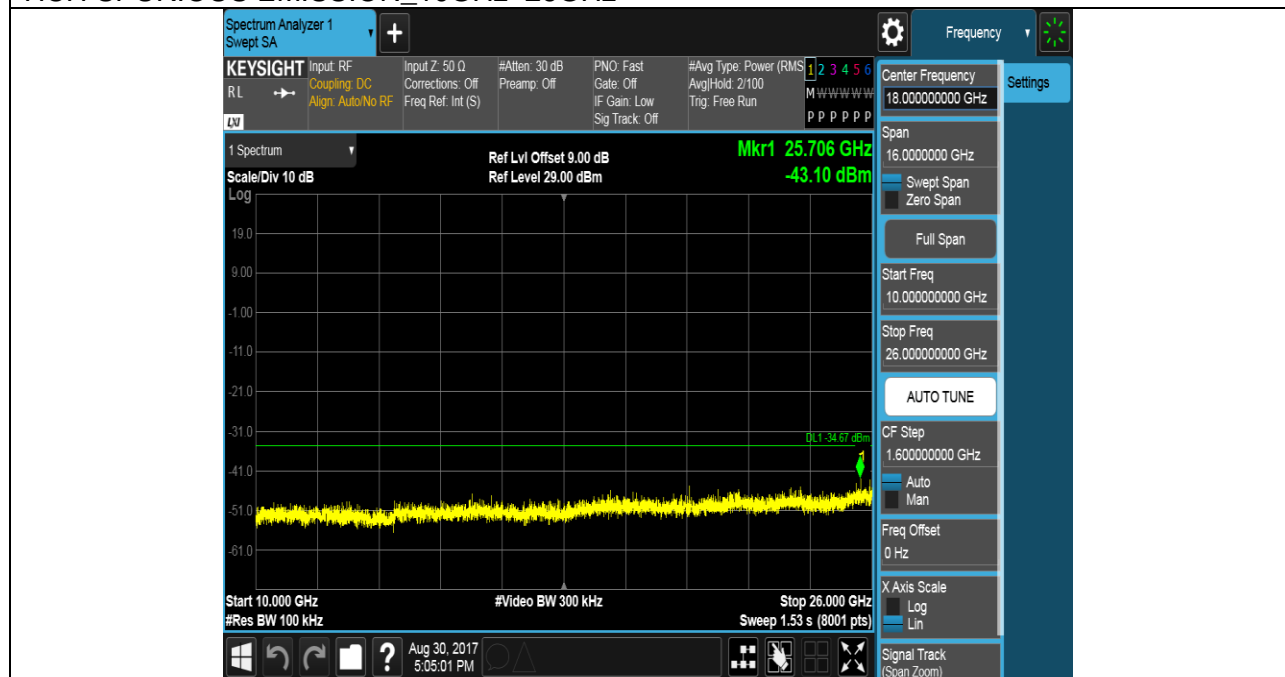 Spectrum Analyzer 1
Swept SA
Frequency
KEYSIGHT
RL
LXI
Input: RF
Coupling: DC
Align: Auto/No RF
Input Z: 50 Ω
Corrections: Off
Freq Ref: Int (S)
#Atten: 30 dB
Preamp: Off
PNO: Fast
Gate: Off
IF Gain: Low
Sig Track: Off
#Avg Type: Power (RMS
Avg|Hold: 2/100
Trig: Free Run
1 2 3 4 5 6
M W W W W W
P P P P P P
1 Spectrum
Scale/Div 10 dB
Log
Ref Lvl Offset 9.00 dB
Ref Level 29.00 dBm
Mkr1 25.706 GHz
-43.10 dBm
19.0
9.00
-1.00
-11.0
-21.0
-31.0
DL1 -34.67 dBm
1
-41.0
-51.0
-61.0
Start 10.000 GHz
#Res BW 100 kHz
#Video BW 300 kHz
Stop 26.000 GHz
Sweep 1.53 s (8001 pts)
?
Aug 30, 2017
5:05:01 PM
Center Frequency
18.000000000 GHz
Settings
Span
16.0000000 GHz
Swept Span
Zero Span
Full Span
Start Freq
10.000000000 GHz
Stop Freq
26.000000000 GHz
AUTO TUNE
CF Step
1.600000000 GHz
Auto
Man
Freq Offset
0 Hz
X Axis Scale
Log
Lin
Signal Track
(Span Zoom)